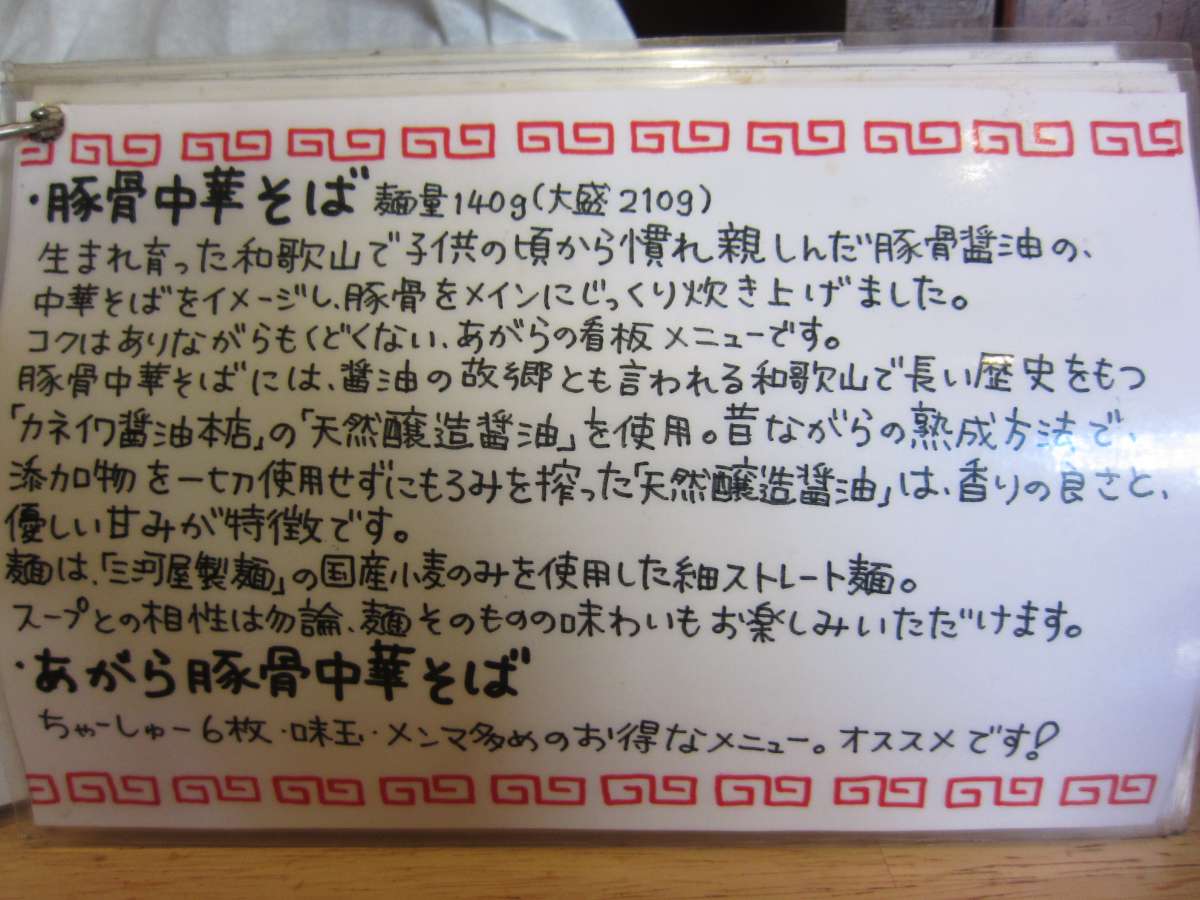 ・豚骨中華そば 麺量140g(大盛210g)
生まれ育った和歌山で子供の頃から慣れ親しんだ豚骨醤油の、
中華そばをイメージし、豚骨をメインにじっくり炊き上げました。
コクはありながらもくどくない、あがらの看板メニューです。
豚骨中華そばには、醤油の故郷とも言われる和歌山で長い歴史をもつ
「カネイワ醤油本店」の「天然醸造醤油」を使用。昔ながらの熟成方法で、
添加物を一切使用せずにもろみを搾った「天然醸造醤油」は、香りの良さと、
優しい甘みが特徴です。
麺は、「三河屋製麺」の国産小麦のみを使用した細ストレート麺。
スープとの相性は勿論、麺そのものの味わいもお楽しみいただけます。
・あがら豚骨中華そば
ちゃーしゅー6枚・味玉・メンマ多めのお得なメニュー。オススメです!